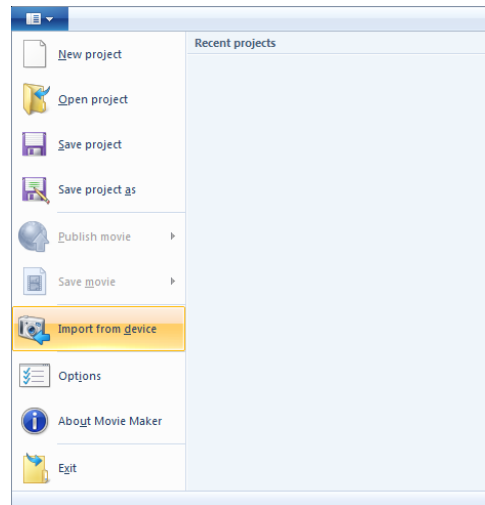 Recent projects
New project
Open project
Save project
Save project as
Publish movie
Save movie
Import from device
Options
About Movie Maker
Exit